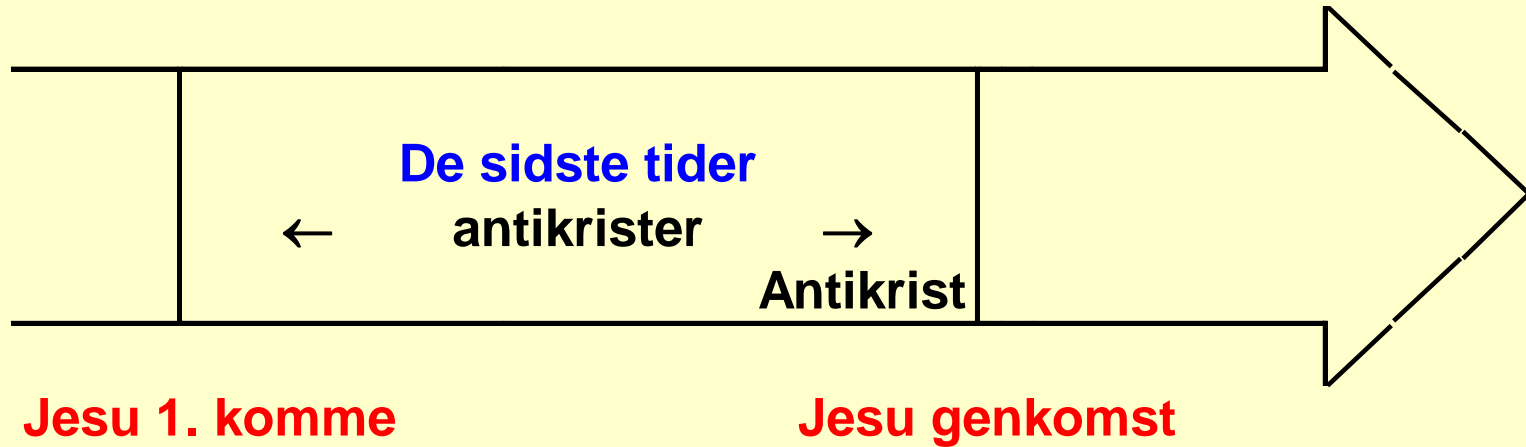 De sidste tider
← antikrister →
Antikrist
Jesu 1. komme Jesu genkomst